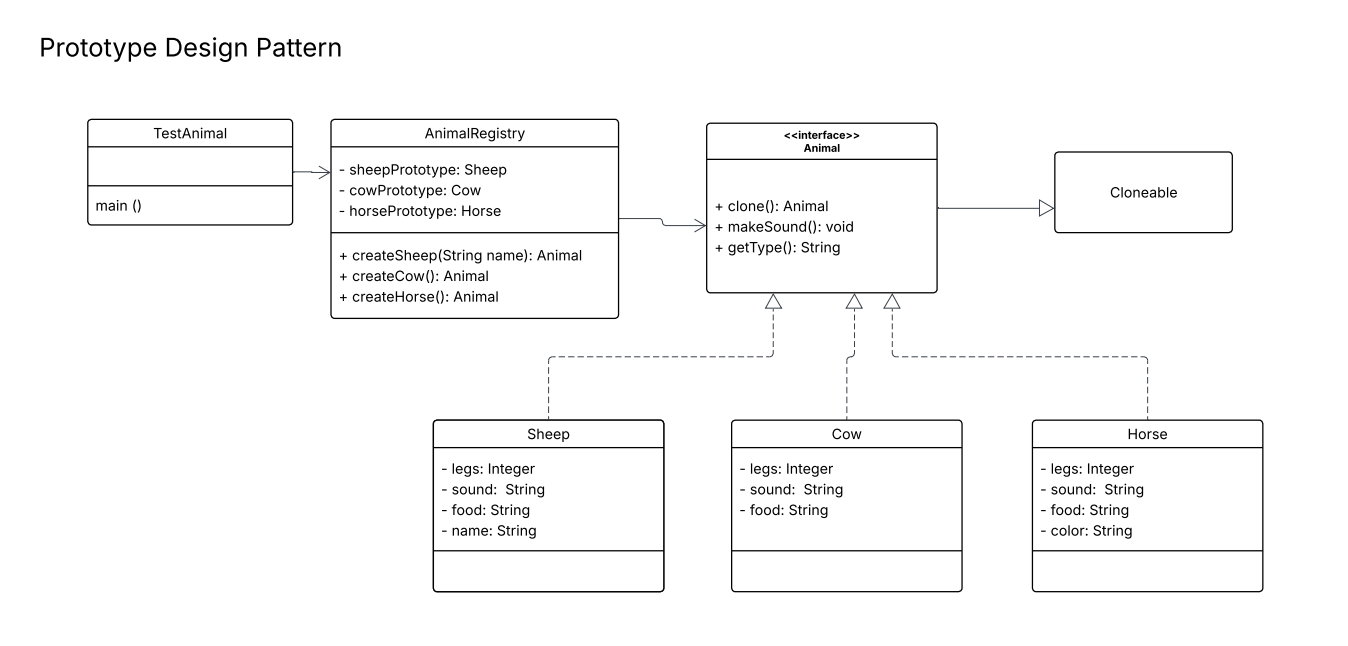 Prototype Design Pattern
TestAnimal
main ()
AnimalRegistry
- sheepPrototype: Sheep
- cowPrototype: Cow
- horsePrototype: Horse
+ createSheep(String name): Animal
+ createCow(): Animal
+ createHorse(): Animal
<<interface>>
Animal
+ clone(): Animal
+ makeSound(): void
+ getType(): String
Cloneable
Sheep
- legs: Integer
- sound:  String
- food: String
- name: String
Cow
- legs: Integer
- sound:  String
- food: String
Horse
- legs: Integer
- sound:  String
- food: String
- color: String